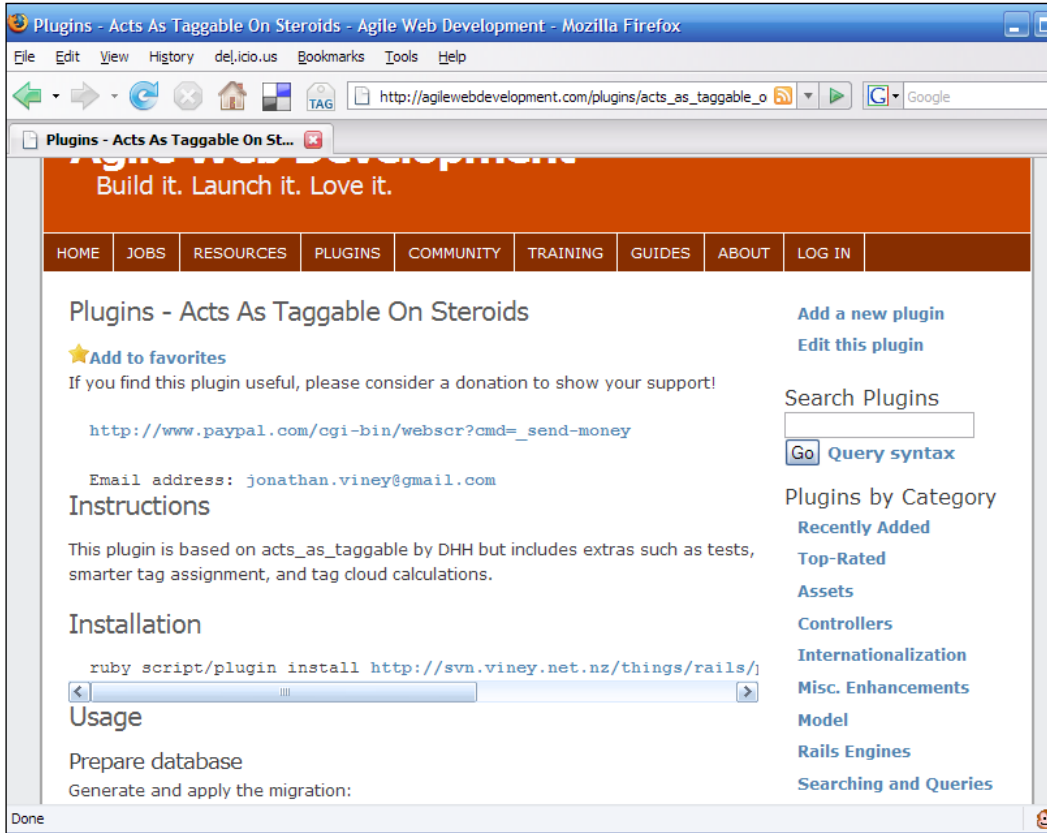 Plugins - Acts As Taggable On Steroids - Agile Web Development - Mozilla Firefox
File Edit View History del.icio.us Bookmarks Tools Help
TAG http://agilewebdevelopment.com/plugins/acts_as_taggable_o G Google
Plugins - Acts As Taggable On St...
Agile Web Development
Build it. Launch it. Love it.
HOME JOBS RESOURCES PLUGINS COMMUNITY TRAINING GUIDES ABOUT LOG IN
Plugins - Acts As Taggable On Steroids
Add to favorites
If you find this plugin useful, please consider a donation to show your support!
http://www.paypal.com/cgi-bin/webscr?cmd=_send-money
Email address: jonathan.viney@gmail.com
Instructions
This plugin is based on acts_as_taggable by DHH but includes extras such as tests,
smarter tag assignment, and tag cloud calculations.
Installation
ruby script/plugin install http://svn.viney.net.nz/things/rails/
Usage
Prepare database
Generate and apply the migration:
Add a new plugin
Edit this plugin
Search Plugins
Go Query syntax
Plugins by Category
Recently Added
Top-Rated
Assets
Controllers
Internationalization
Misc. Enhancements
Model
Rails Engines
Searching and Queries
Done